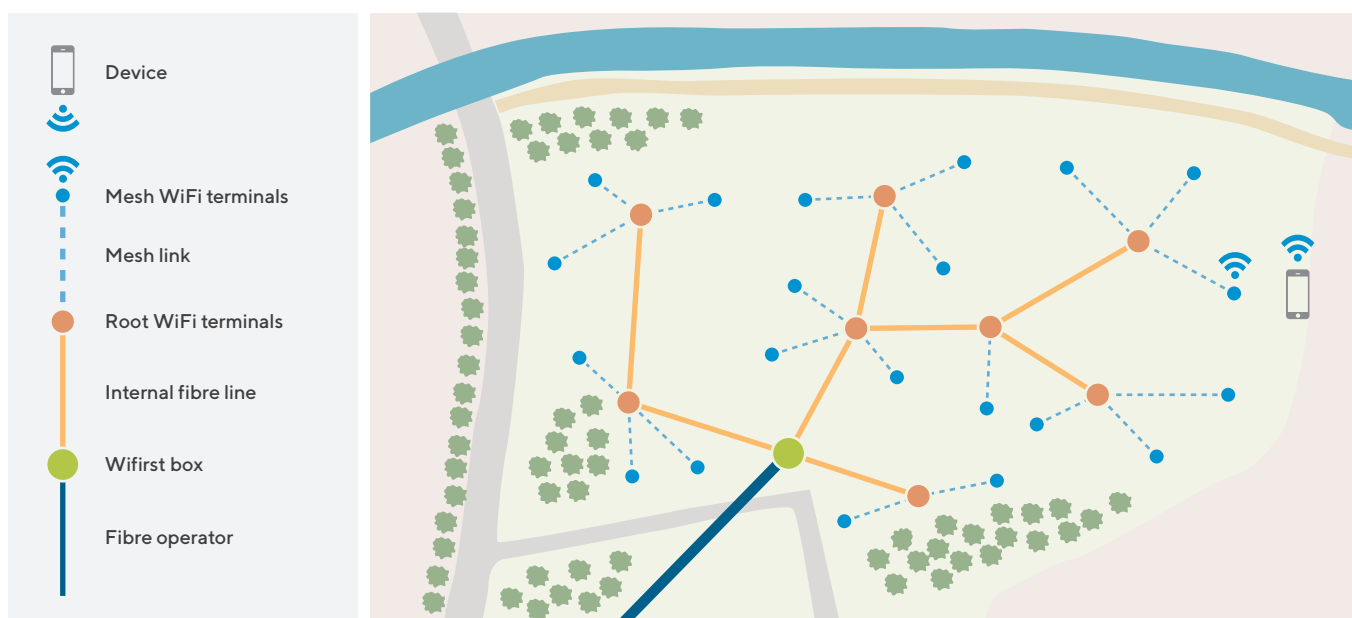 Device
Mesh WiFi terminals
Mesh link
Root WiFi terminals
Internal fibre line
Wifirst box
Fibre operator